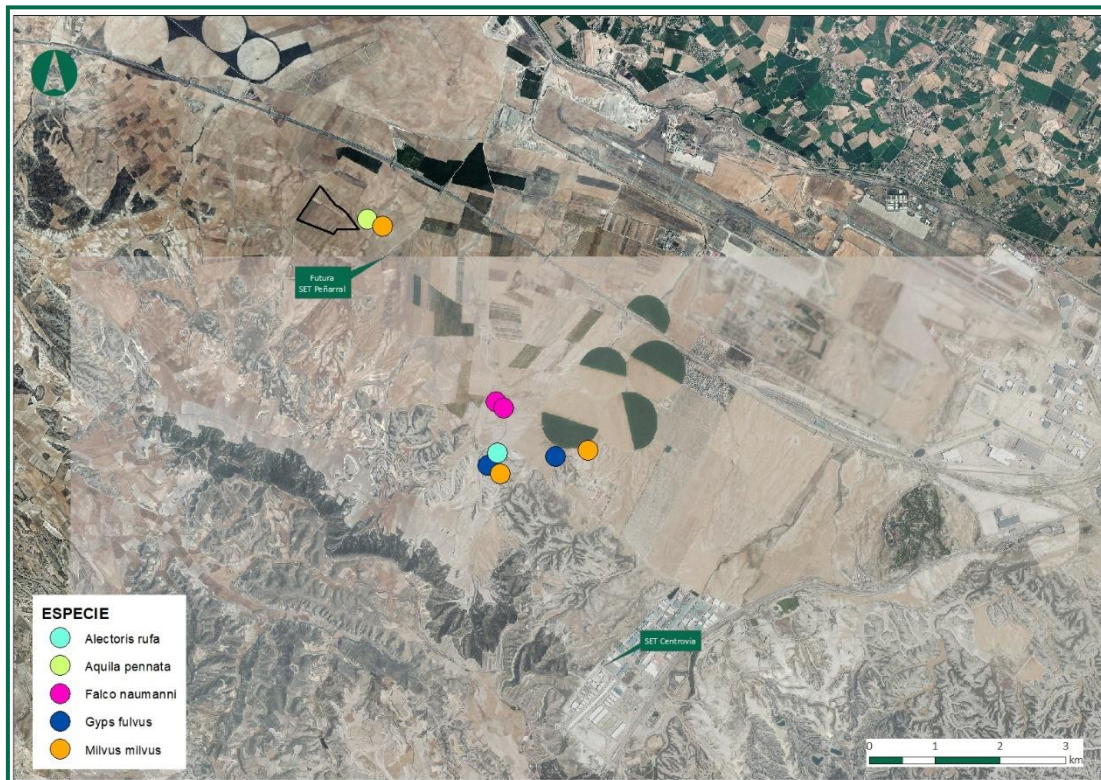 Futura
SET Peñarral
SET Centrovía
ESPECIE
Alectoris rufa
Aquila pennata
Falco naumanni
Gyps fulvus
Milvus milvus
0 1 2 3
km